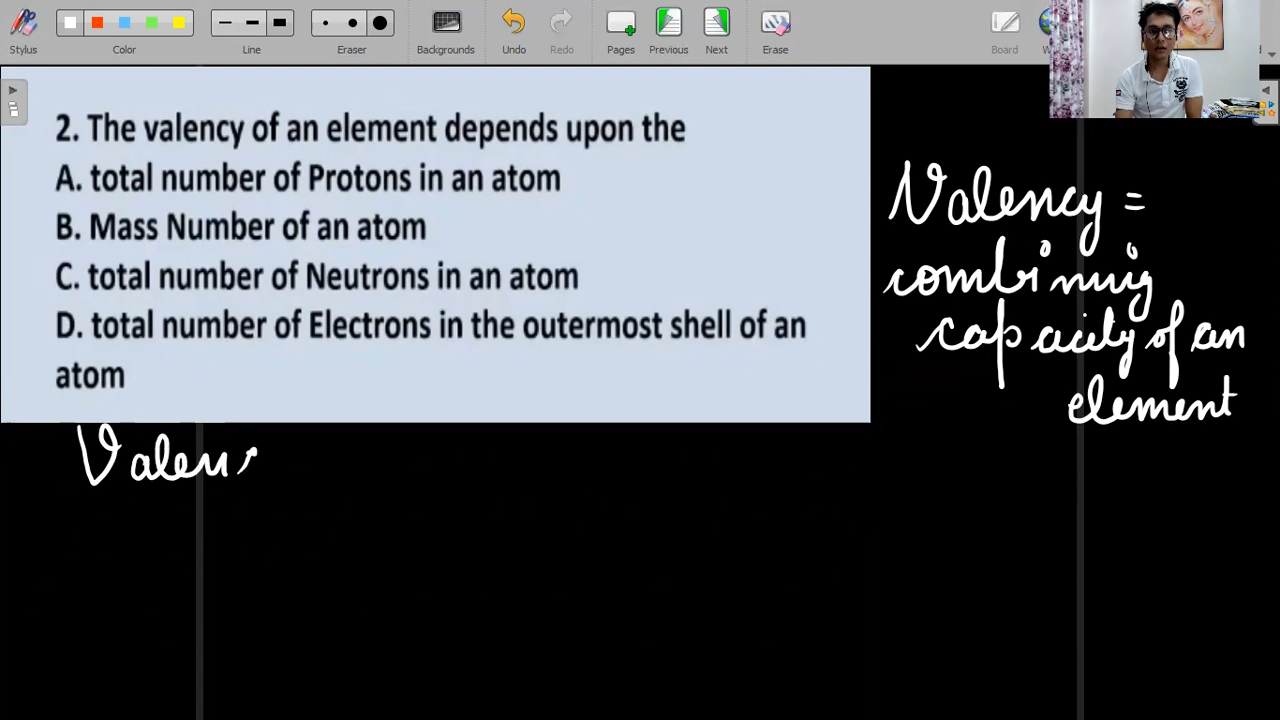 Stylus
Color
Line
Eraser
Backgrounds
Undo
Redo
Pages
Previous
Next
Erase
Board
2. The valency of an element depends upon the
A. total number of Protons in an atom
B. Mass Number of an atom
C. total number of Neutrons in an atom
D. total number of Electrons in the outermost shell of an
atom
Valency =
combining
capacity of an
element